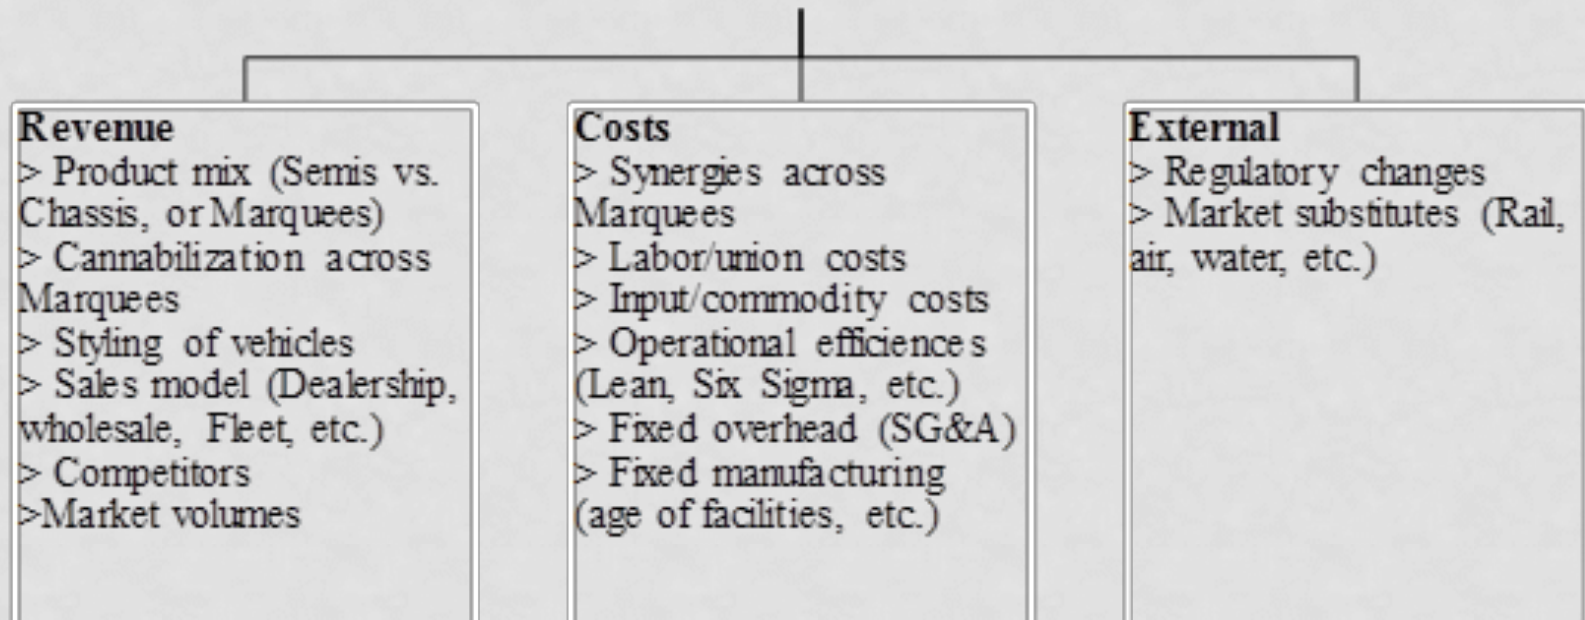 Revenue
> Product mix (Semis vs.
Chassis, or Marquees)
> Cannabilization across
Marquees
> Styling of vehicles
> Sales model (Dealership,
wholesale, Fleet, etc.)
> Competitors
>Market volumes
Costs
> Synergies across
Marquees
> Labor/union costs
> Input/commodity costs
> Operational efficiences
(Lean, Six Sigma, etc.)
> Fixed overhead (SG&A)
> Fixed manufacturing
(age of facilities, etc.)
External
> Regulatory changes
> Market substitutes (Rail,
air, water, etc.)